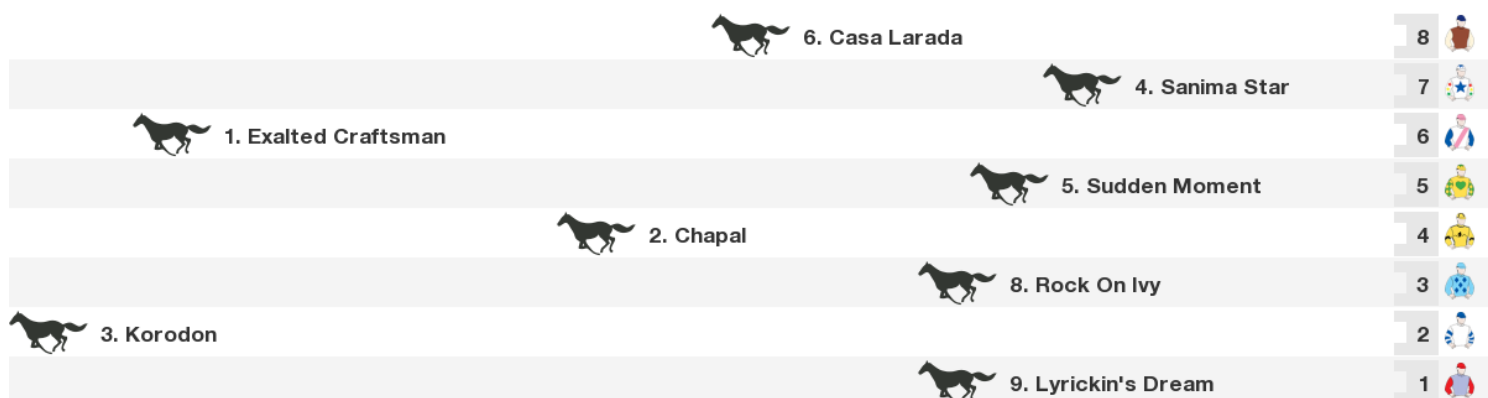 6. Casa Larada 8
4. Sanima Star 7
1. Exalted Craftsman 6
5. Sudden Moment 5
2. Chapal 4
8. Rock On Ivy 3
3. Korodon 2
9. Lyrickin's Dream 1